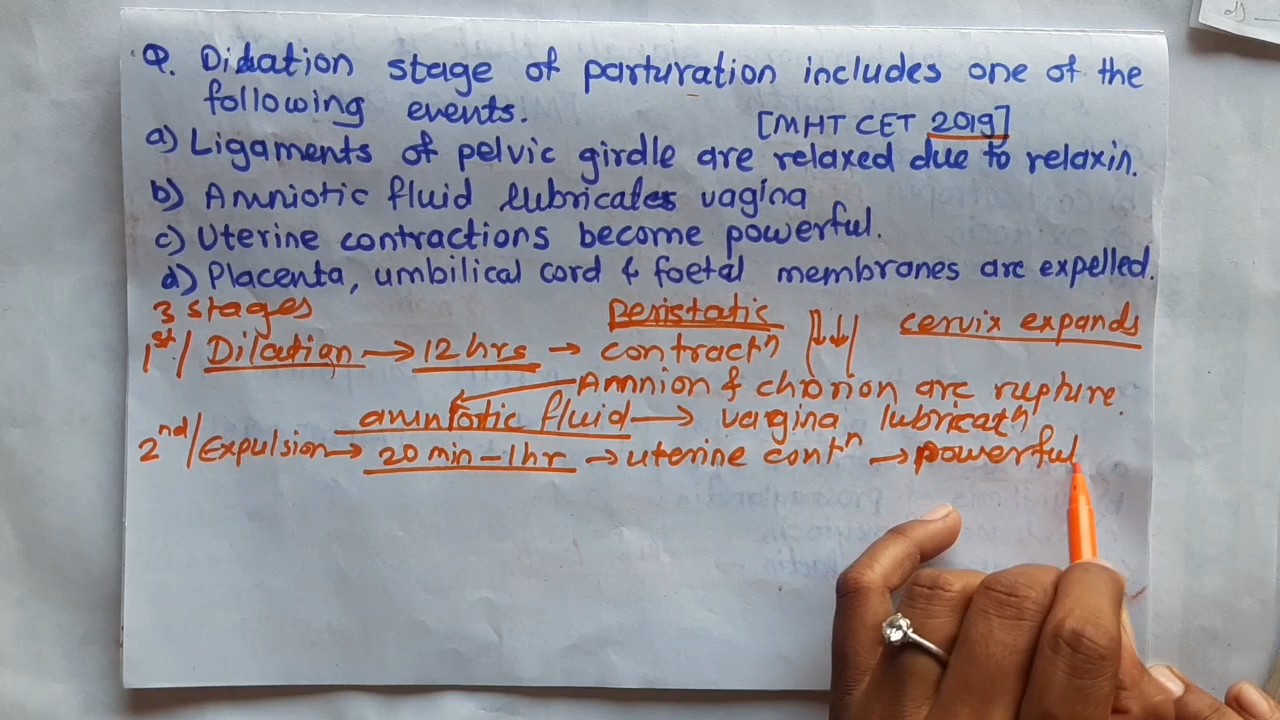 Q. Dilation stage of parturation includes one of the
following events.
[MHT CET 2019]
a) Ligaments of pelvic girdle are relaxed due to relaxin.
b) Amniotic fluid lubricates vagina
c) Uterine contractions become powerful.
d) Placenta, umbilical cord & foetal membranes are expelled.
3 stages
1st/ Dilation → 12 hrs → peristatic contractn ↓↓ cervix expands
Amnion & chorion are rupture.
amniotic fluid → vagina lubricatn
2nd/ Expulsion → 20 min – 1 hr → uterine contn → powerful